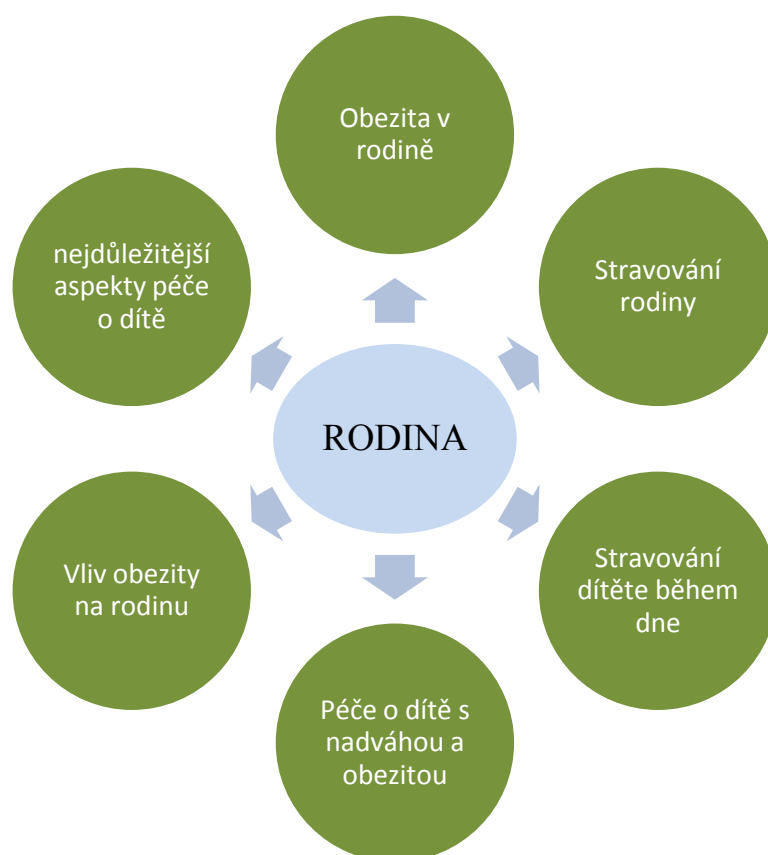 Obezita v
rodině
Stravování
rodiny
Stravování
dítěte během
dne
Péče o dítě s
nadváhou a
obezitou
Vliv obezity
na rodinu
nejdůležitější
aspekty péče
o dítě
RODINA